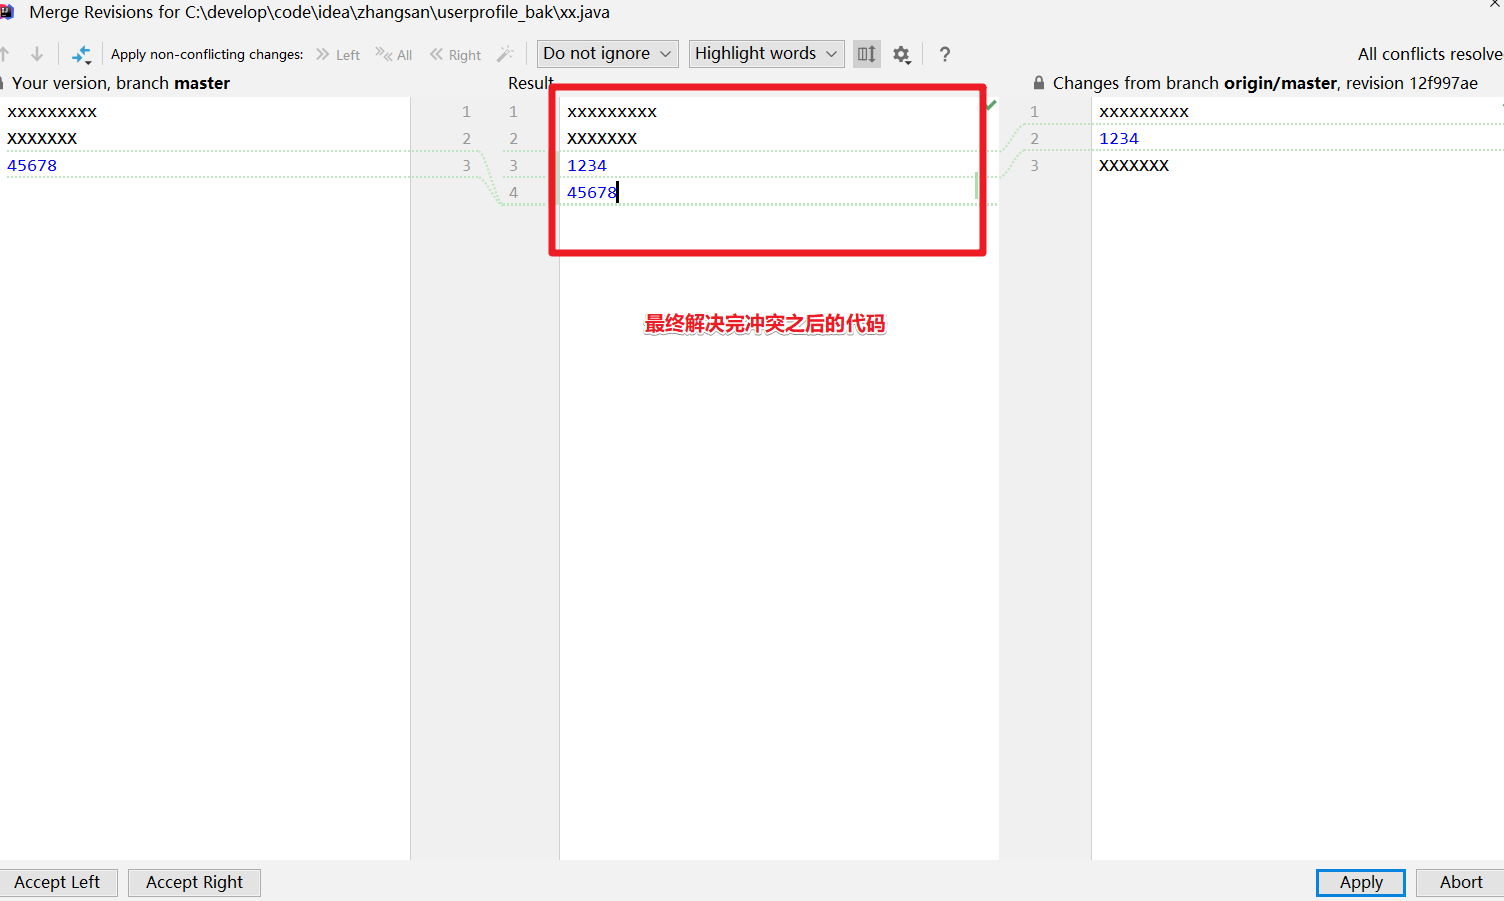 Merge Revisions for C:\develop\code\idea\zhangsan\userprofile_bak\xx.java
Apply non-conflicting changes: Left All Right Do not ignore Highlight words ? All conflicts resolve
Your version, branch master
Result
Changes from branch origin/master, revision 12f997ae
xxxxxxxxx 1
XXXXXXX 2
45678 3
1 xxxxxxxxx
2 XXXXXXX
3 1234
4 45678
1 xxxxxxxxx
2 1234
3 XXXXXXX
最终解决完冲突之后的代码
Accept Left Accept Right Apply Abort